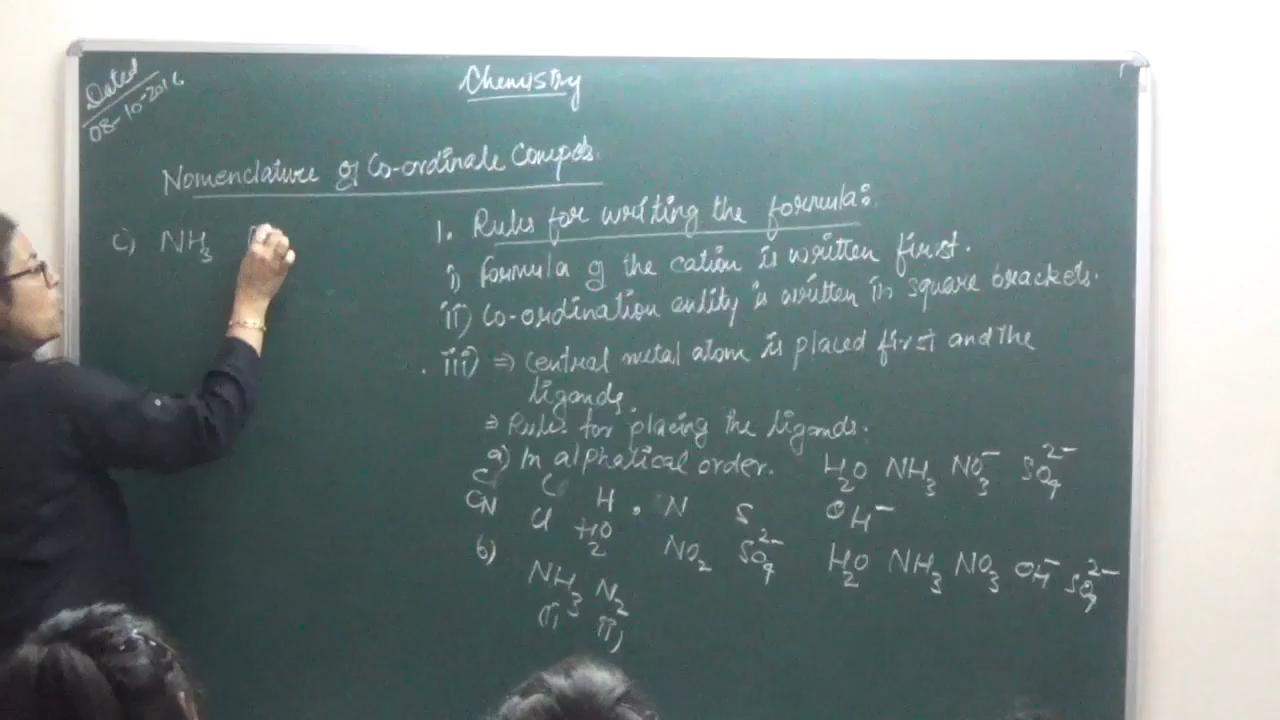 Dated
08-10-2016
Chemistry
Nomenclature of Co-ordinate Compds.
c) NH3
1. Rules for writing the formula:
i) Formula of the cation is written first.
ii) Co-ordination entity is written in square brackets.
iii) ⇒ Central metal atom is placed first and the
ligands
⇒ Rules for placing the ligands.
a) In alphatical order. H2O NH3 NO3⁻ SO4²⁻
C C H N S OH⁻
CN Cl H2O NO2 SO4²⁻
b) NH3 N2 H2O NH3 NO3 OH⁻ SO4²⁻
i) ii)